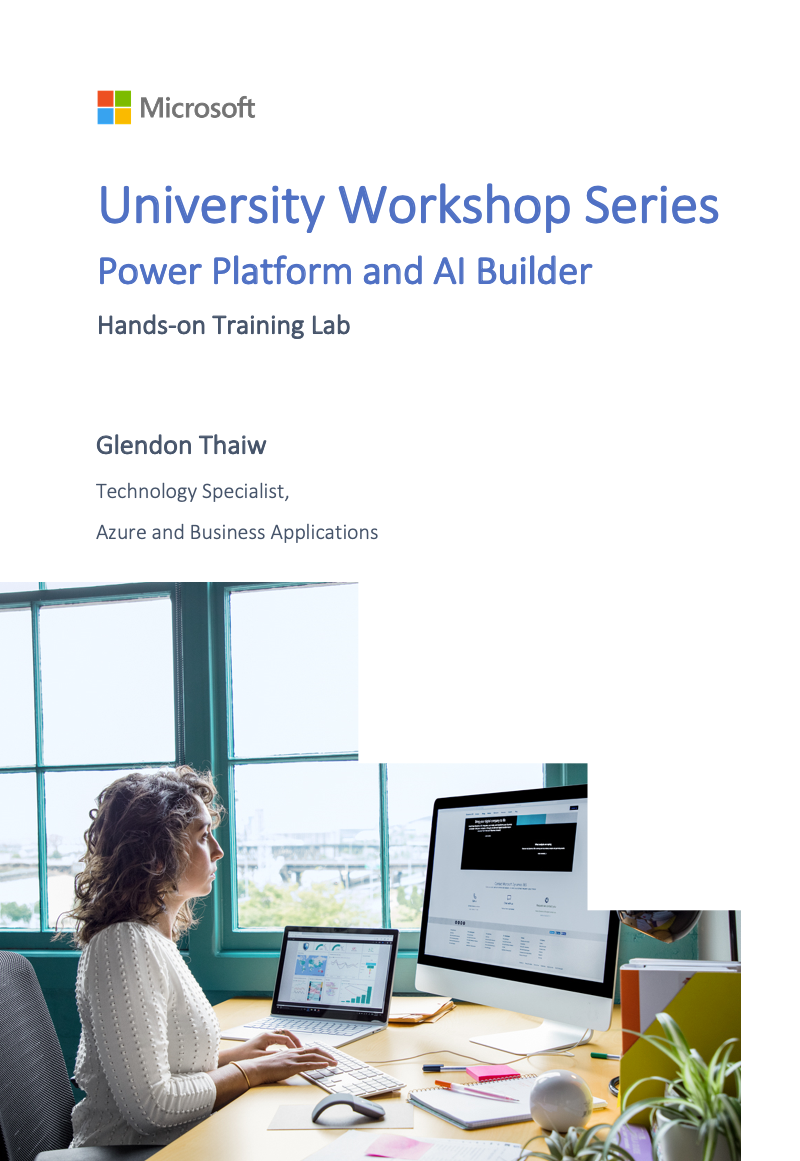 Microsoft
University Workshop Series
Power Platform and AI Builder
Hands-on Training Lab
Glendon Thaiw
Technology Specialist,
Azure and Business Applications